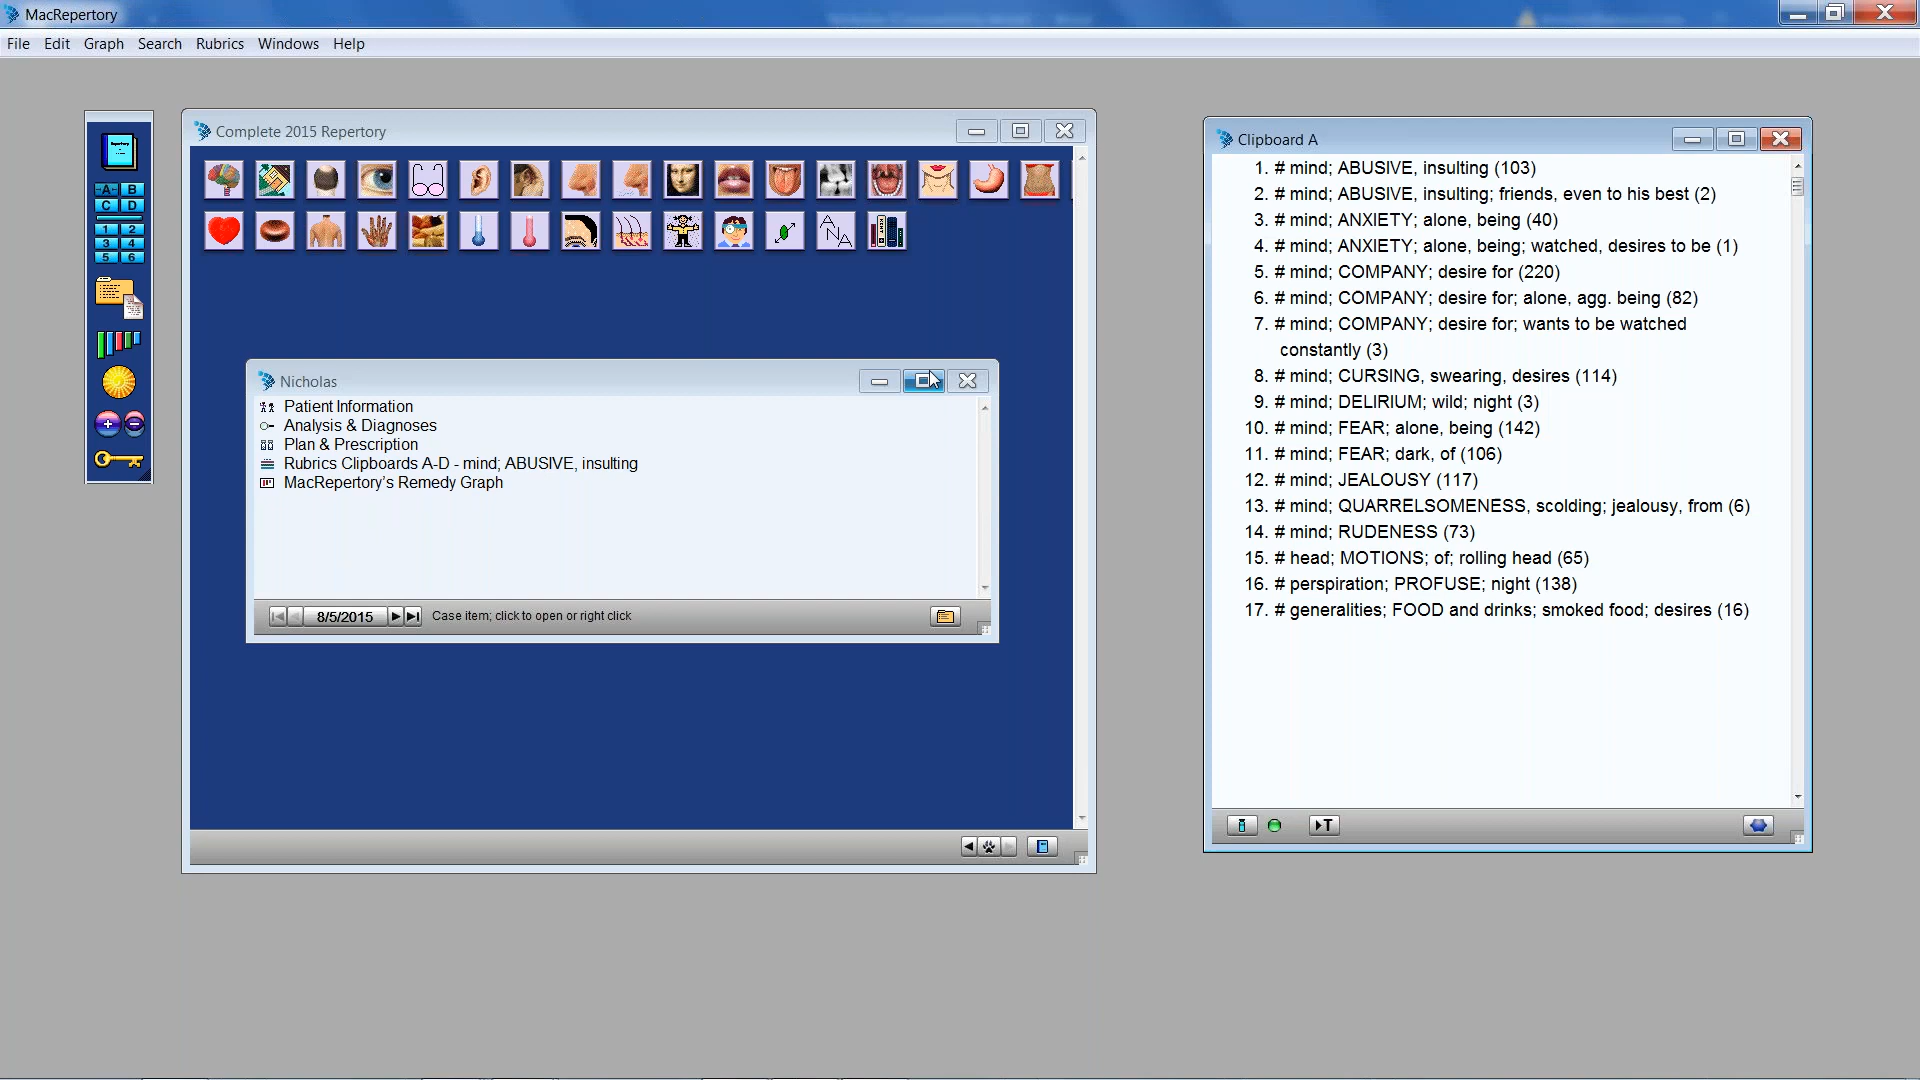 MacRepertory
File Edit Graph Search Rubrics Windows Help
Complete 2015 Repertory
-A- B
C D
1 2
3 4
5 6
Nicholas
Patient Information
Analysis & Diagnoses
Plan & Prescription
Rubrics Clipboards A-D - mind; ABUSIVE, insulting
MacRepertory's Remedy Graph
8/5/2015 Case item; click to open or right click
Clipboard A
1. # mind; ABUSIVE, insulting (103)
2. # mind; ABUSIVE, insulting; friends, even to his best (2)
3. # mind; ANXIETY; alone, being (40)
4. # mind; ANXIETY; alone, being; watched, desires to be (1)
5. # mind; COMPANY; desire for (220)
6. # mind; COMPANY; desire for; alone, agg. being (82)
7. # mind; COMPANY; desire for; wants to be watched
constantly (3)
8. # mind; CURSING, swearing, desires (114)
9. # mind; DELIRIUM; wild; night (3)
10. # mind; FEAR; alone, being (142)
11. # mind; FEAR; dark, of (106)
12. # mind; JEALOUSY (117)
13. # mind; QUARRELSOMENESS, scolding; jealousy, from (6)
14. # mind; RUDENESS (73)
15. # head; MOTIONS; of; rolling head (65)
16. # perspiration; PROFUSE; night (138)
17. # generalities; FOOD and drinks; smoked food; desires (16)
T